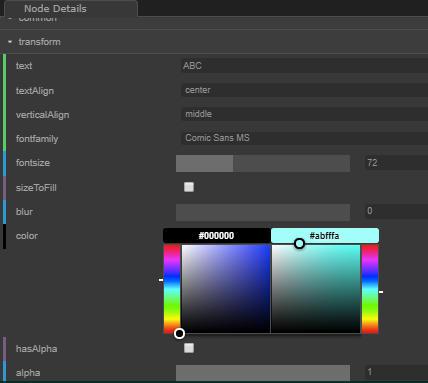 Node Details
common
transform
text ABC
textAlign center
verticalAlign middle
fontfamily Comic Sans MS
fontsize 72
sizeToFill
blur 0
color #000000 #abfffa
hasAlpha
alpha 1